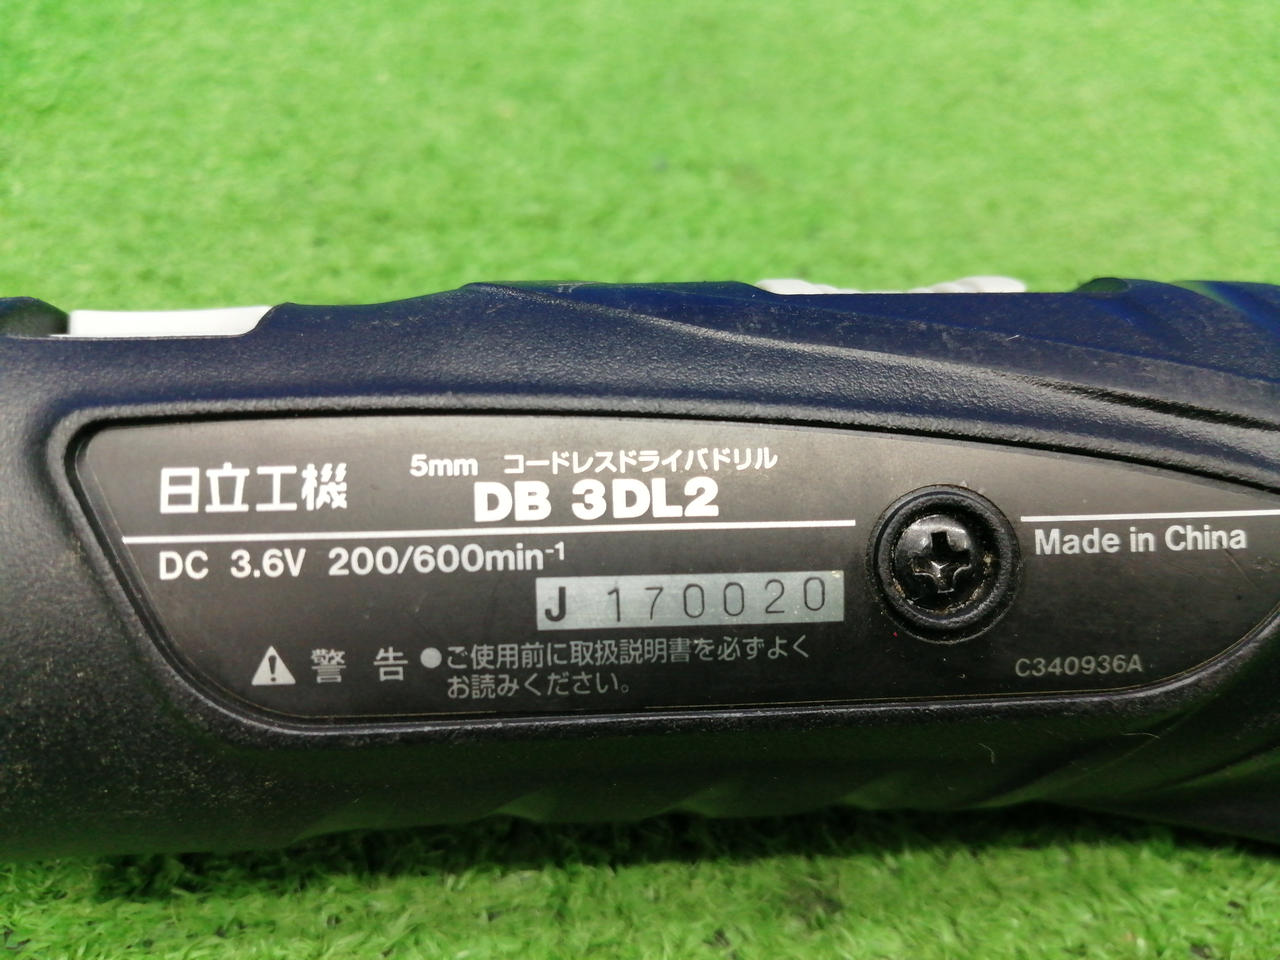 日立工機 5mm コードレスドライバドリル
DB 3DL2
DC 3.6V 200/600min⁻¹
Made in China
J 170020
警告 ●ご使用前に取扱説明書を必ずよく
お読みください。
C340936A